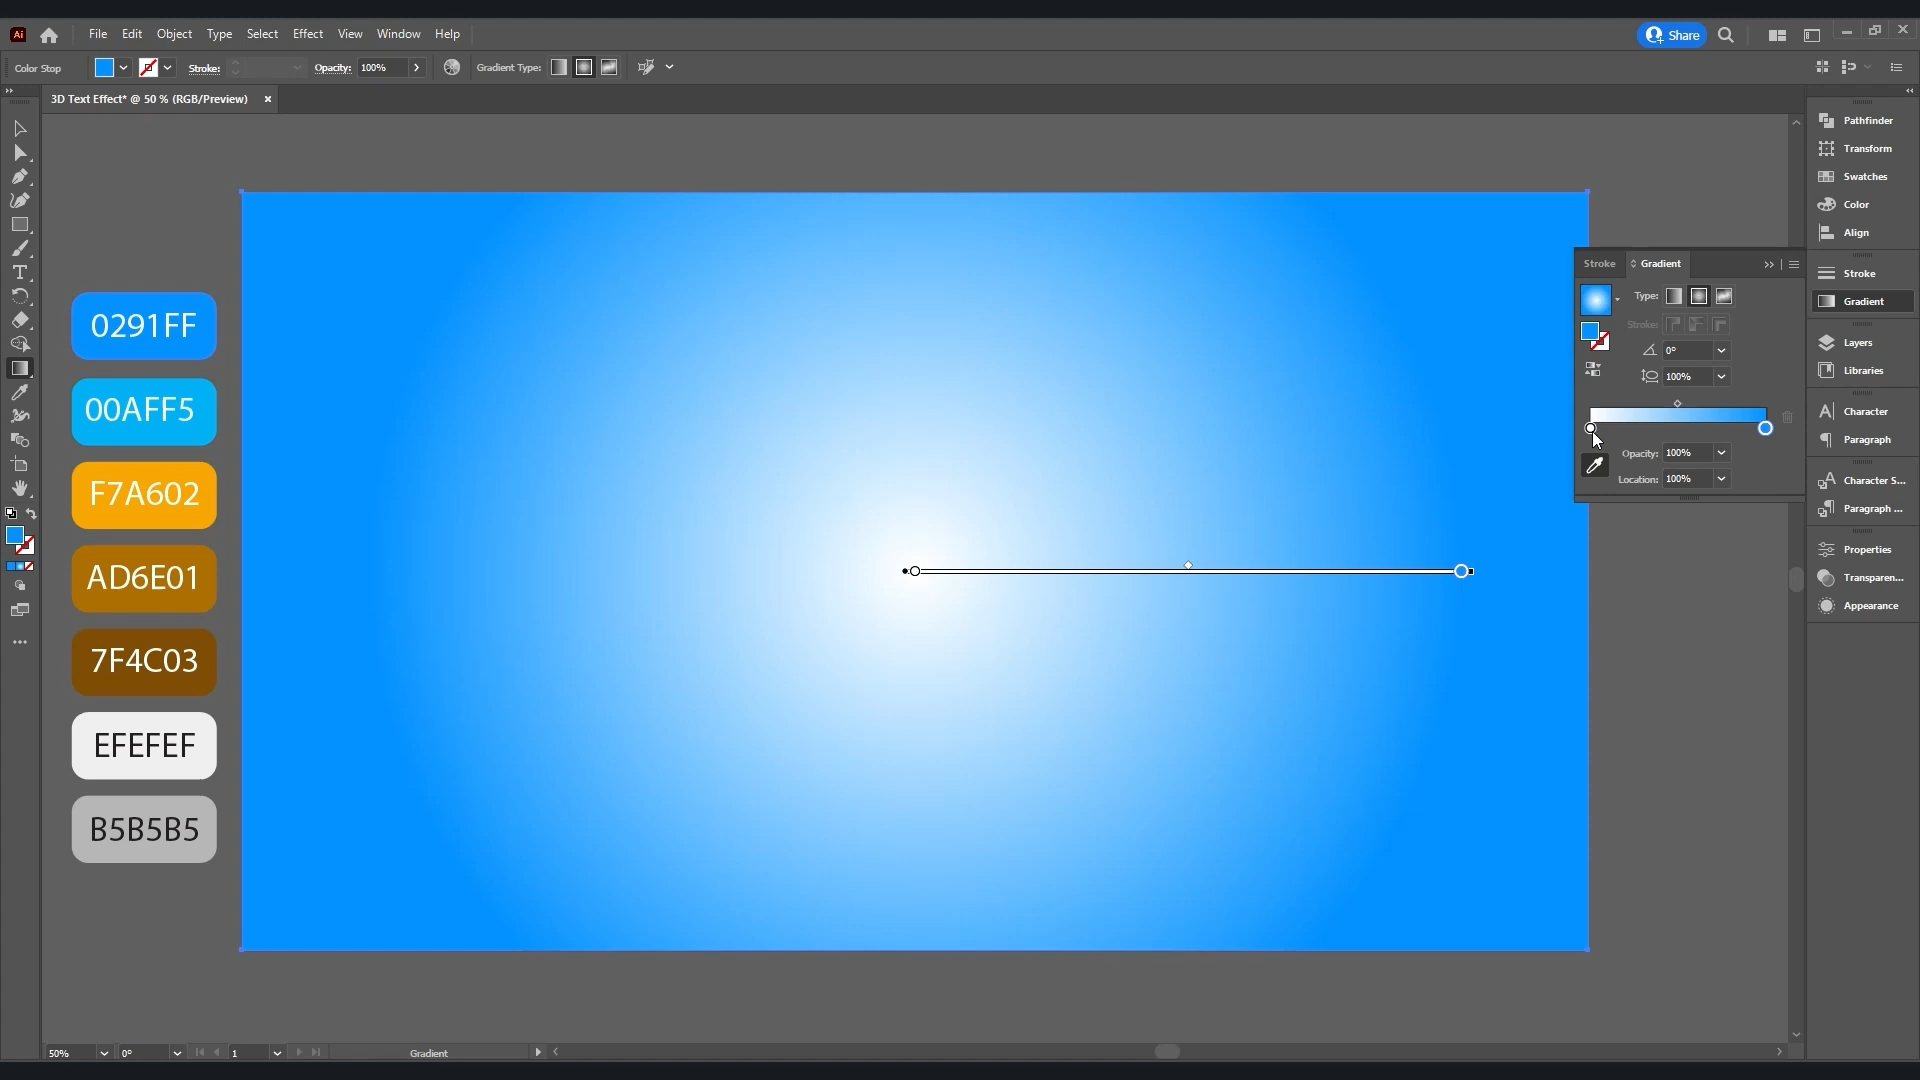 Ai
File Edit Object Type Select Effect View Window Help
Share
Color Stop
Stroke:
Opacity: 100%
Gradient Type:
3D Text Effect* @ 50 % (RGB/Preview) ×
0291FF
00AFF5
F7A602
AD6E01
7F4C03
EFEFEF
B5B5B5
Stroke Gradient
Type:
Stroke:
0°
100%
Opacity: 100%
Location: 100%
Pathfinder
Transform
Swatches
Color
Align
Stroke
Gradient
Layers
Libraries
Character
Paragraph
Character S...
Paragraph ...
Properties
Transparen...
Appearance
50% 0° 1 Gradient